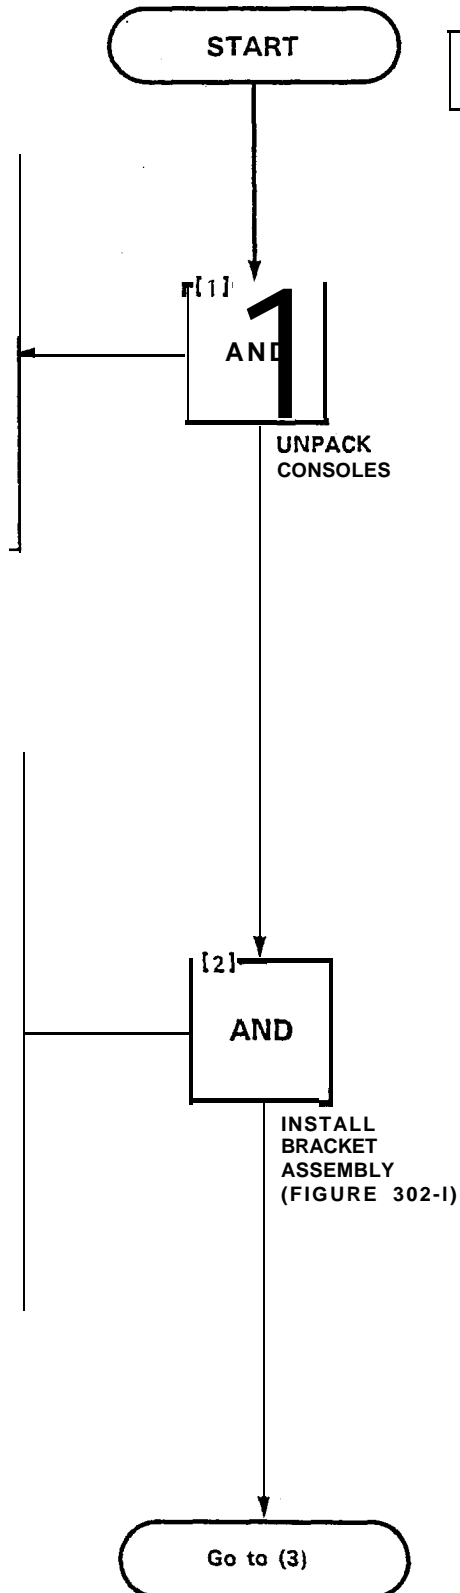 START
[1]
1
AND
UNPACK
CONSOLES
[2]
AND
INSTALL
BRACKET
ASSEMBLY
(FIGURE 302-I)
Go to (3)